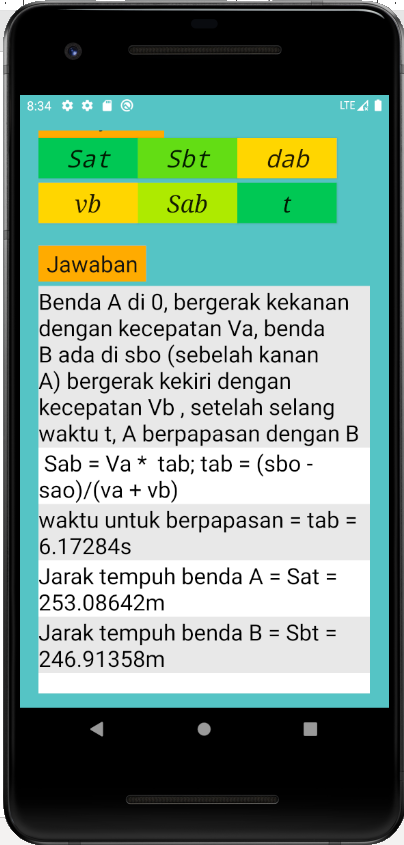 8:34
LTE
Sat Sbt dab
vb Sab t
Jawaban
Benda A di 0, bergerak kekanan
dengan kecepatan Va, benda
B ada di sbo (sebelah kanan
A) bergerak kekiri dengan
kecepatan Vb , setelah selang
waktu t, A berpapasan dengan B
Sab = Va * tab; tab = (sbo -
sao)/(va + vb)
waktu untuk berpapasan = tab =
6.17284s
Jarak tempuh benda A = Sat =
253.08642m
Jarak tempuh benda B = Sbt =
246.91358m